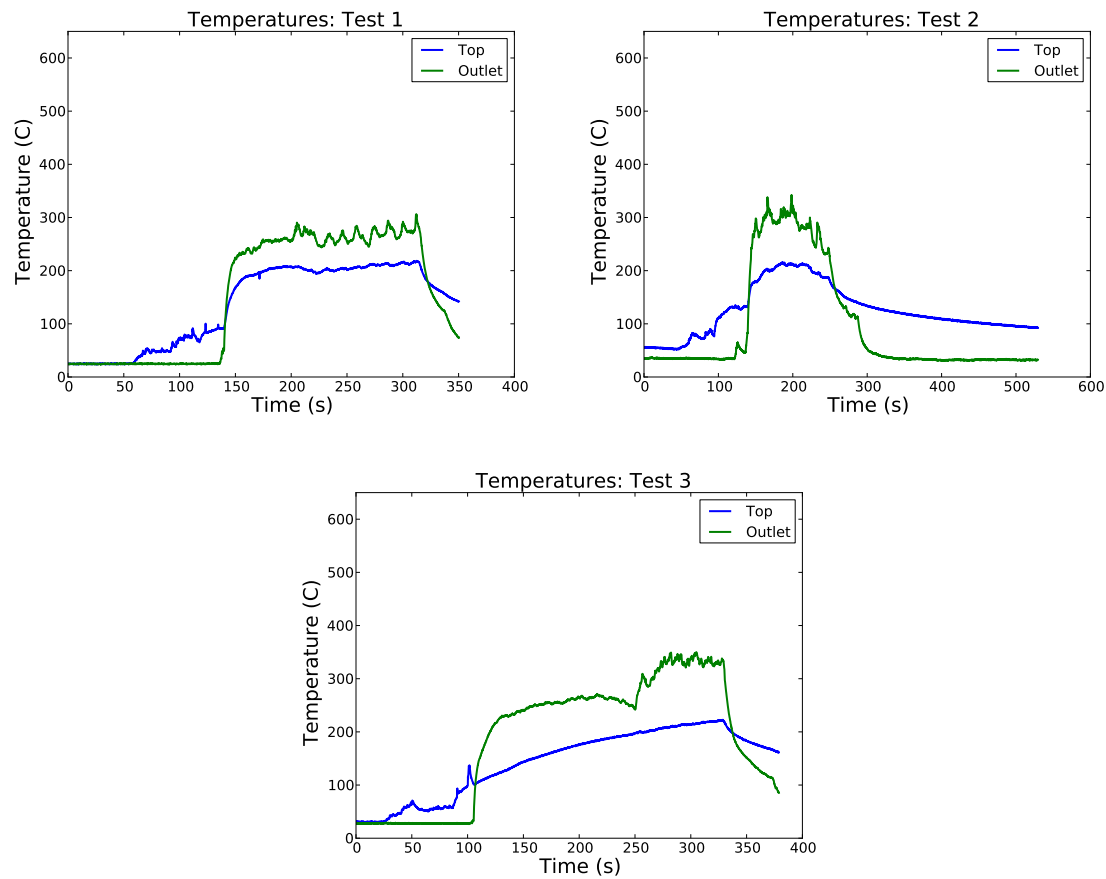 Temperatures: Test 1
Temperature (C)
600
500
400
300
200
100
0
0 50 100 150 200 250 300 350 400
Time (s)
Top
Outlet
Temperatures: Test 2
Temperature (C)
600
500
400
300
200
100
0
0 100 200 300 400 500 600
Time (s)
Top
Outlet
Temperatures: Test 3
Temperature (C)
600
500
400
300
200
100
0
0 50 100 150 200 250 300 350 400
Time (s)
Top
Outlet